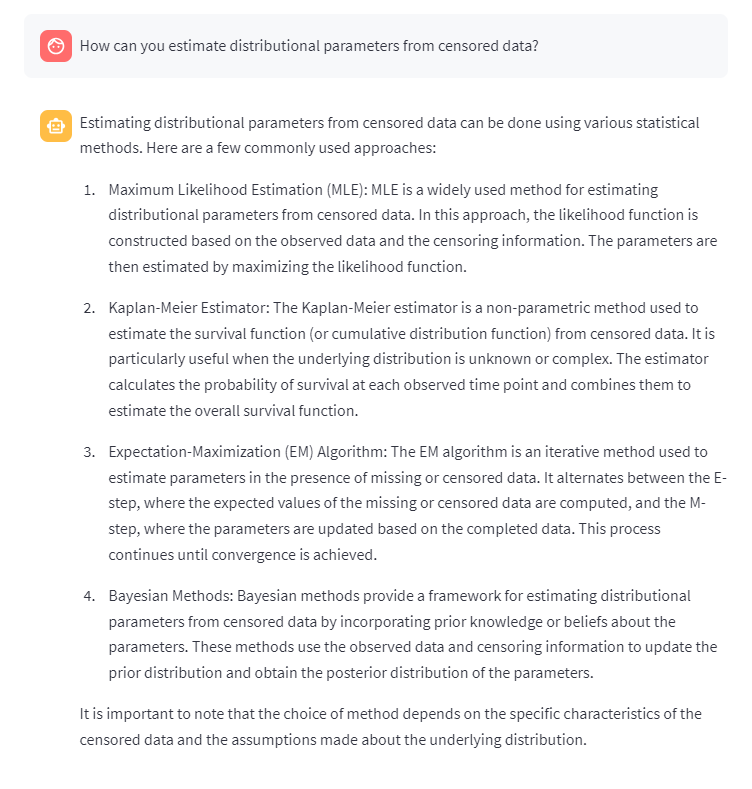 How can you estimate distributional parameters from censored data?
Estimating distributional parameters from censored data can be done using various statistical
methods. Here are a few commonly used approaches:
1. Maximum Likelihood Estimation (MLE): MLE is a widely used method for estimating
distributional parameters from censored data. In this approach, the likelihood function is
constructed based on the observed data and the censoring information. The parameters are
then estimated by maximizing the likelihood function.
2. Kaplan-Meier Estimator: The Kaplan-Meier estimator is a non-parametric method used to
estimate the survival function (or cumulative distribution function) from censored data. It is
particularly useful when the underlying distribution is unknown or complex. The estimator
calculates the probability of survival at each observed time point and combines them to
estimate the overall survival function.
3. Expectation-Maximization (EM) Algorithm: The EM algorithm is an iterative method used to
estimate parameters in the presence of missing or censored data. It alternates between the E-
step, where the expected values of the missing or censored data are computed, and the M-
step, where the parameters are updated based on the completed data. This process
continues until convergence is achieved.
4. Bayesian Methods: Bayesian methods provide a framework for estimating distributional
parameters from censored data by incorporating prior knowledge or beliefs about the
parameters. These methods use the observed data and censoring information to update the
prior distribution and obtain the posterior distribution of the parameters.
It is important to note that the choice of method depends on the specific characteristics of the
censored data and the assumptions made about the underlying distribution.